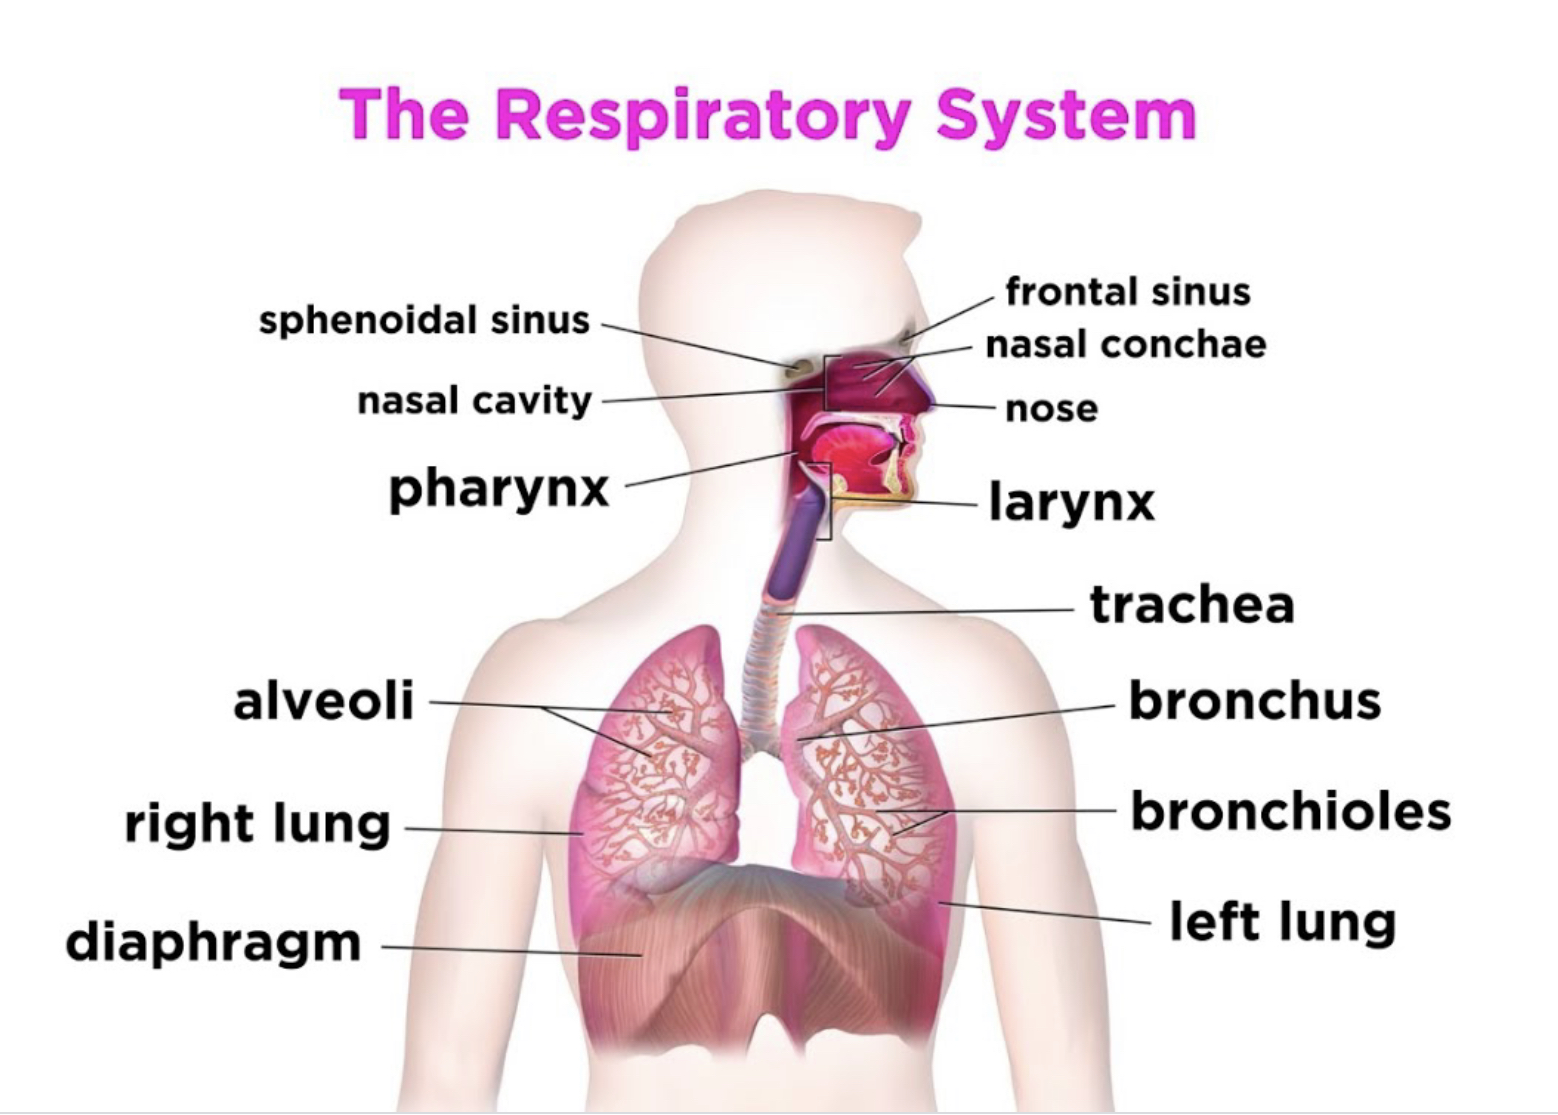 The Respiratory System
sphenoidal sinus
nasal cavity
pharynx
alveoli
right lung
diaphragm
frontal sinus
nasal conchae
nose
larynx
trachea
bronchus
bronchioles
left lung